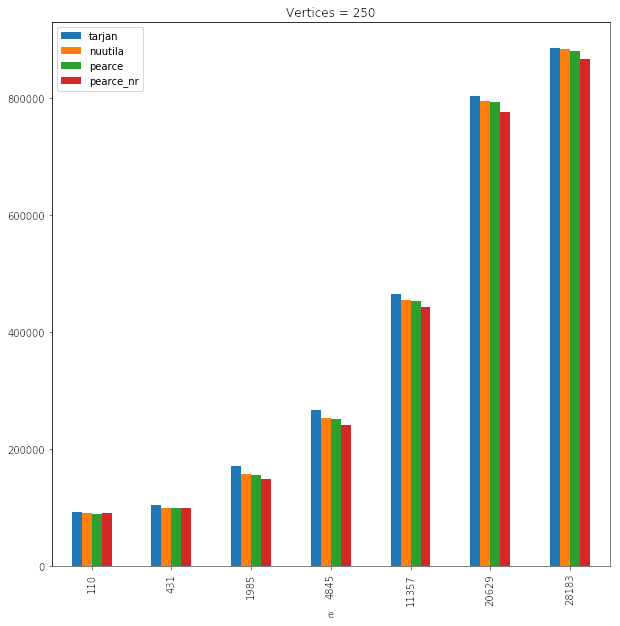 Vertices = 250
tarjan
nuutila
pearce
pearce_nr
800000
600000
400000
200000
0
110
431
1985
4845
11357
20629
28183
e